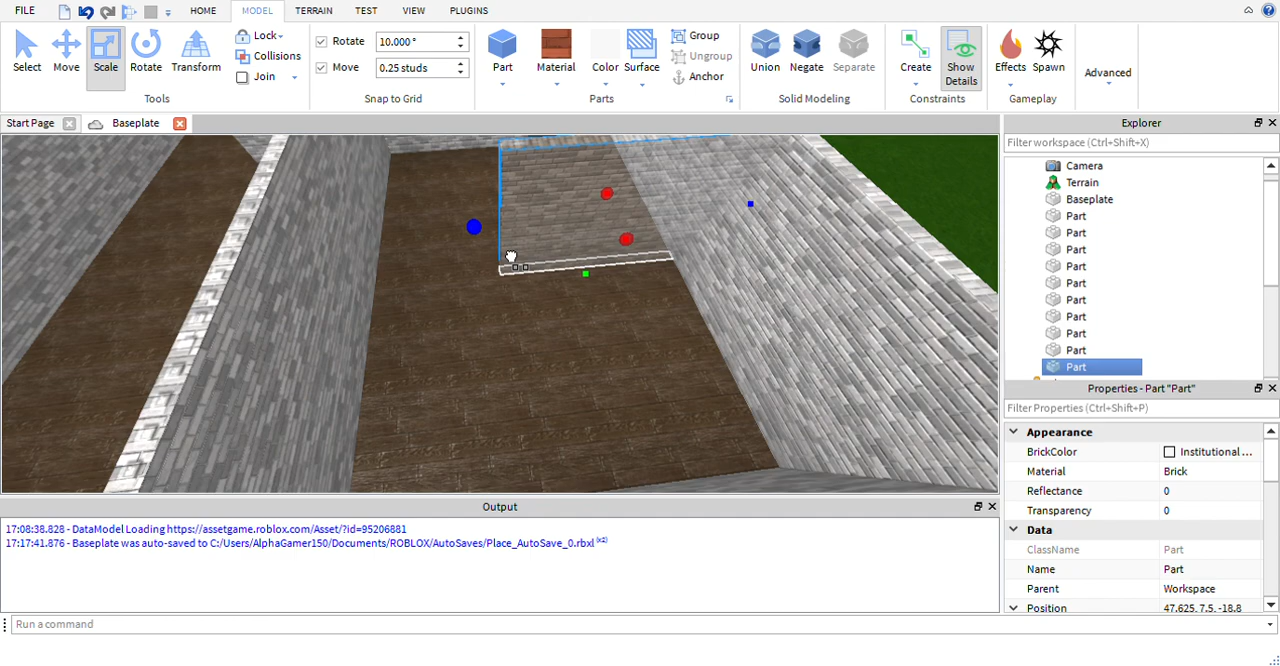 FILE HOME MODEL TERRAIN TEST VIEW PLUGINS
Select Move Scale Rotate Transform
Lock
Collisions
Join
Tools
Rotate 10.000 °
Move 0.25 studs
Snap to Grid
Part Material Color Surface
Group
Ungroup
Anchor
Parts
Union Negate Separate
Solid Modeling
Create Show Details
Constraints
Effects Spawn
Gameplay
Advanced
Start Page Baseplate
Explorer
Filter workspace (Ctrl+Shift+X)
Camera
Terrain
Baseplate
Part
Part
Part
Part
Part
Part
Part
Part
Part
Part
Properties - Part "Part"
Filter Properties (Ctrl+Shift+P)
Appearance
BrickColor Institutional ...
Material Brick
Reflectance 0
Transparency 0
Data
ClassName Part
Name Part
Parent Workspace
Position 47.625, 7.5, -18.8
Output
17:08:38.828 - DataModel Loading https://assetgame.roblox.com/Asset/?id=95206881
17:17:41.876 - Baseplate was auto-saved to C:/Users/AlphaGamer150/Documents/ROBLOX/AutoSaves/Place_AutoSave_0.rbxl (x2)
Run a command